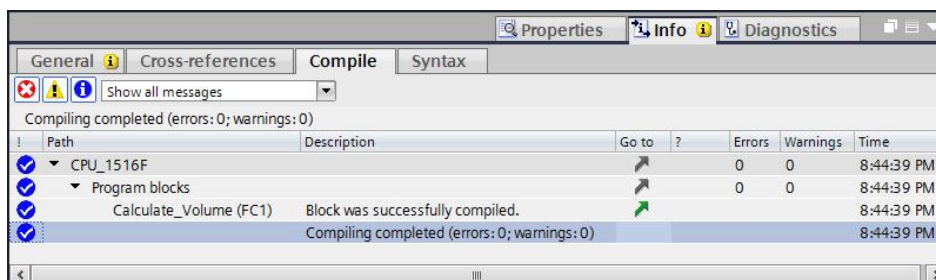 Properties Info Diagnostics
General Cross-references Compile Syntax
Show all messages
Compiling completed (errors: 0; warnings: 0)
! Path Description Go to ? Errors Warnings Time
CPU_1516F 0 0 8:44:39 PM
Program blocks 0 0 8:44:39 PM
Calculate_Volume (FC1) Block was successfully compiled. 8:44:39 PM
Compiling completed (errors: 0; warnings: 0) 8:44:39 PM